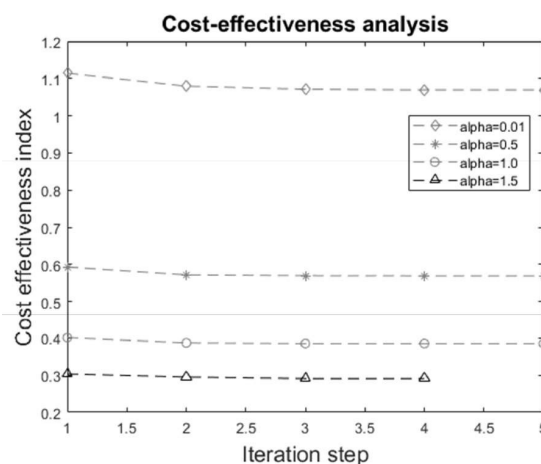 Cost-effectiveness analysis
1.2
1.1
1
0.9
0.8
0.7
0.6
0.5
0.4
0.3
0.2
Cost effectiveness index
alpha=0.01
alpha=0.5
alpha=1.0
alpha=1.5
1 1.5 2 2.5 3 3.5 4 4.5 5
Iteration step